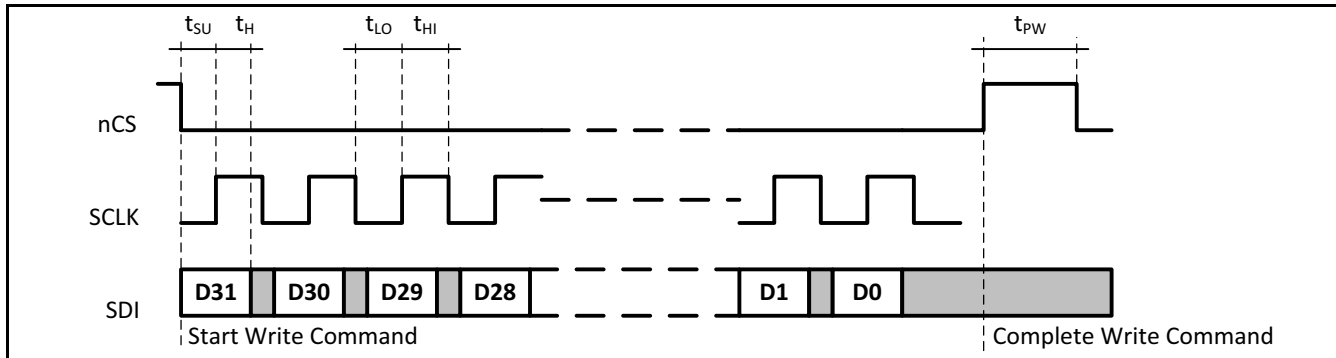 tSU tH tLO tHI tPW
nCS
SCLK
SDI D31 D30 D29 D28 D1 D0
Start Write Command Complete Write Command